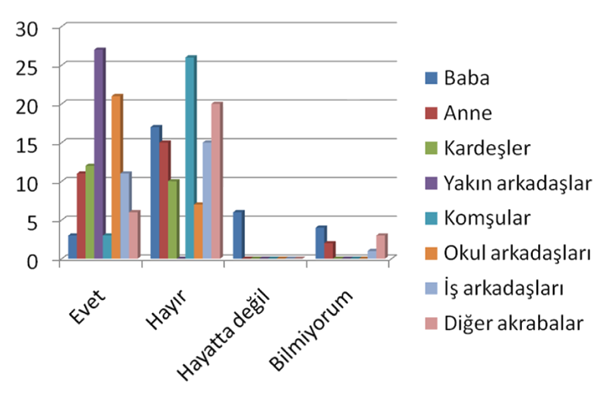 30
25
20
15
10
5
0
Evet
Hayır
Hayatta değil
Bilmiyorum
Baba
Anne
Kardeşler
Yakın arkadaşlar
Komşular
Okul arkadaşları
İş arkadaşları
Diğer akrabalar